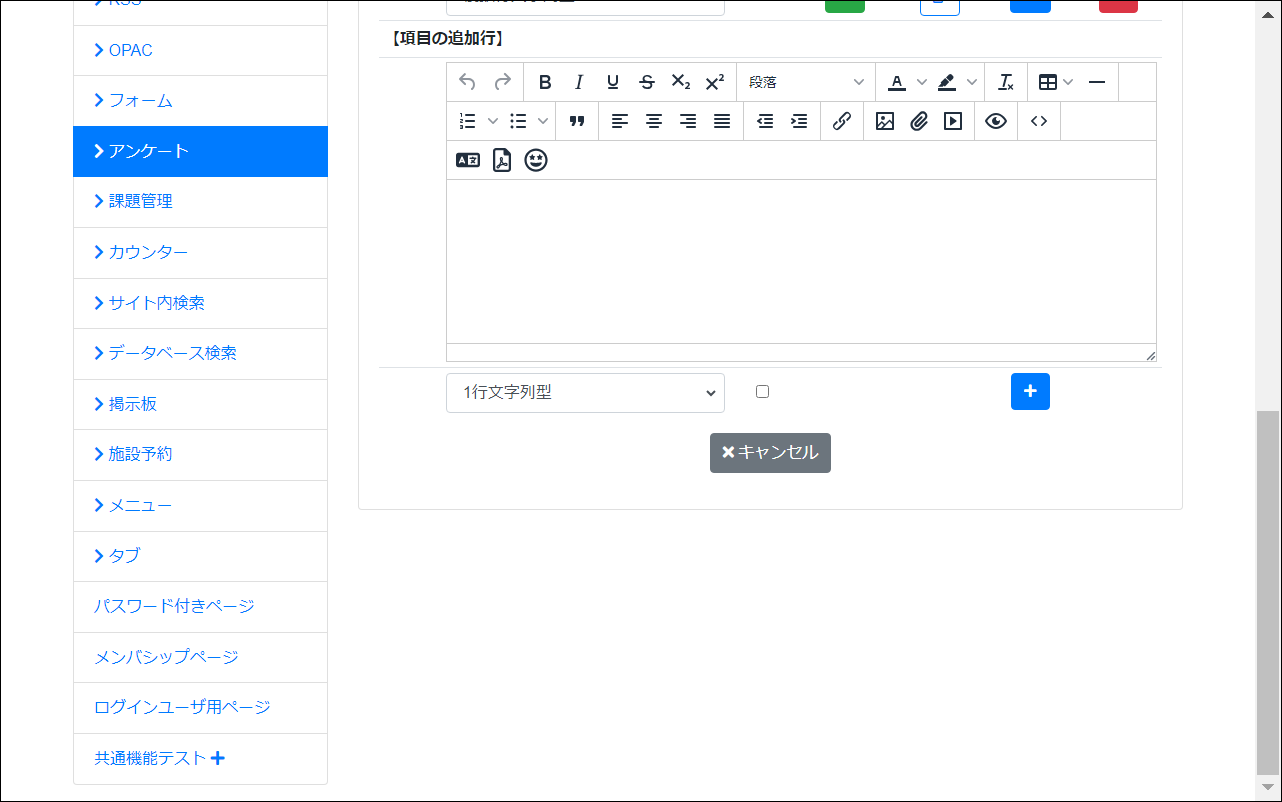 RSS
OPAC
フォーム
アンケート
課題管理
カウンター
サイト内検索
データベース検索
掲示板
施設予約
メニュー
タブ
パスワード付きページ
メンバシップページ
ログインユーザ用ページ
共通機能テスト
【項目の追加行】
段落
1行文字列型
キャンセル